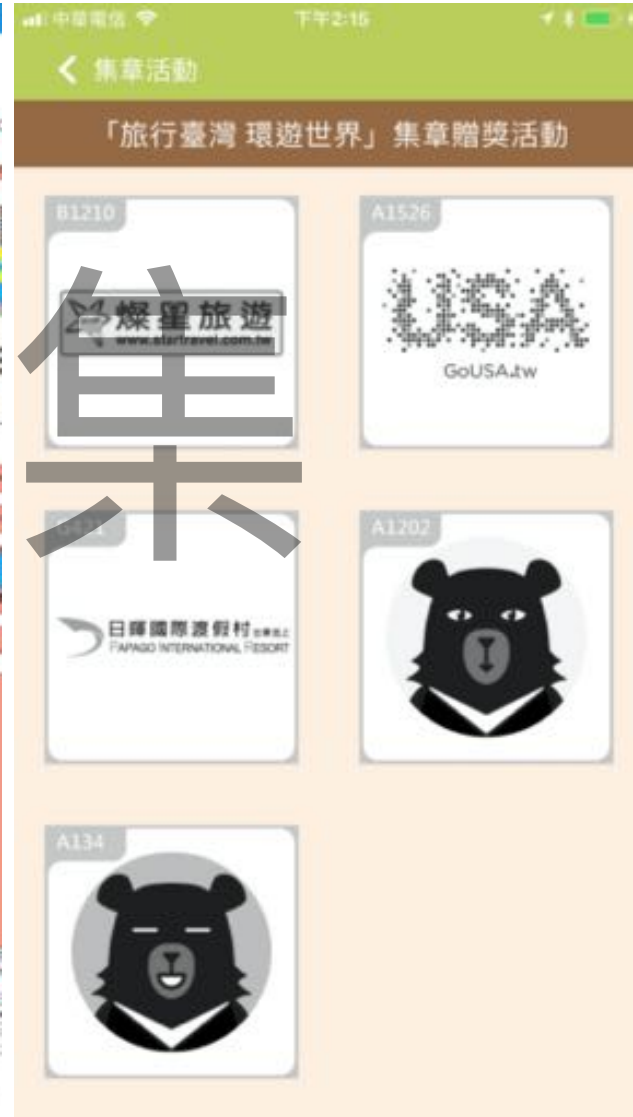 中華電信
下午2:15
集章活動
「旅行臺灣 環遊世界」集章贈獎活動
B1210
A1526
燦星旅遊
www.startravel.com.tw
USA
GoUSA.tw
集
G421
A1202
日暉國際渡假村
PAPAGO INTERNATIONAL RESORT
A134